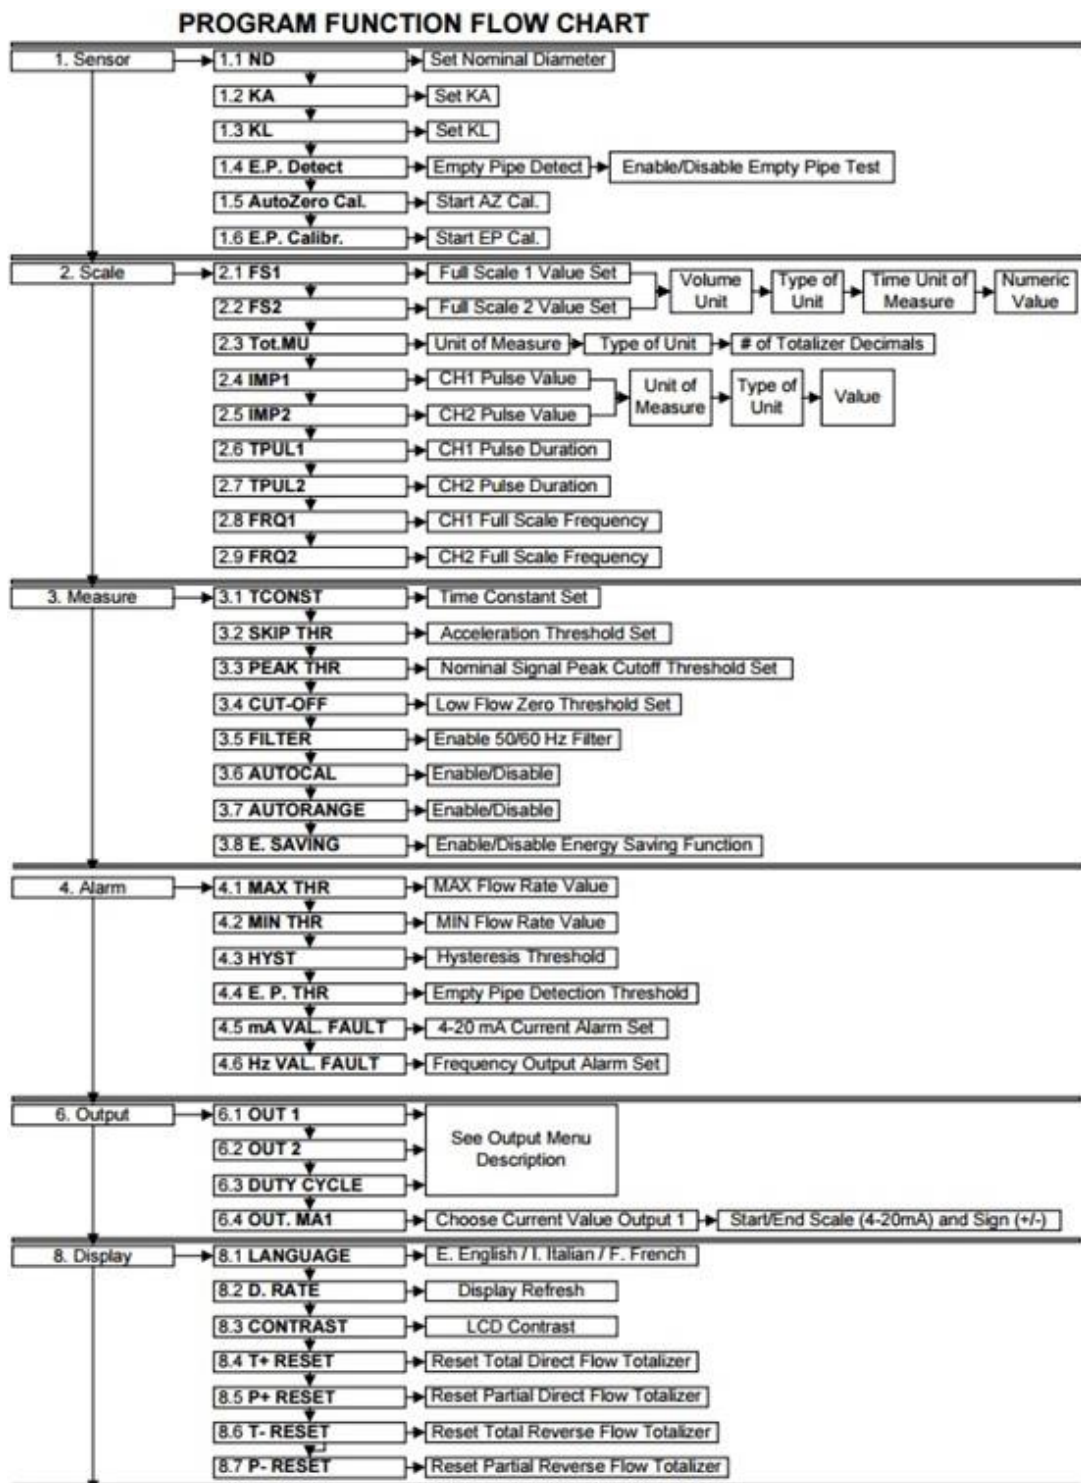 PROGRAM FUNCTION FLOW CHART
1. Sensor
1.1 ND
Set Nominal Diameter
1.2 KA
Set KA
1.3 KL
Set KL
1.4 E.P. Detect
Empty Pipe Detect
Enable/Disable Empty Pipe Test
1.5 AutoZero Cal.
Start AZ Cal.
1.6 E.P. Calibr.
Start EP Cal.
2. Scale
2.1 FS1
Full Scale 1 Value Set
2.2 FS2
Full Scale 2 Value Set
Volume
Unit
Type of
Unit
Time Unit of
Measure
Numeric
Value
2.3 Tot.MU
Unit of Measure
Type of Unit
# of Totalizer Decimals
2.4 IMP1
CH1 Pulse Value
2.5 IMP2
CH2 Pulse Value
Unit of
Measure
Type of
Unit
Value
2.6 TPUL1
CH1 Pulse Duration
2.7 TPUL2
CH2 Pulse Duration
2.8 FRQ1
CH1 Full Scale Frequency
2.9 FRQ2
CH2 Full Scale Frequency
3. Measure
3.1 TCONST
Time Constant Set
3.2 SKIP THR
Acceleration Threshold Set
3.3 PEAK THR
Nominal Signal Peak Cutoff Threshold Set
3.4 CUT-OFF
Low Flow Zero Threshold Set
3.5 FILTER
Enable 50/60 Hz Filter
3.6 AUTOCAL
Enable/Disable
3.7 AUTORANGE
Enable/Disable
3.8 E. SAVING
Enable/Disable Energy Saving Function
4. Alarm
4.1 MAX THR
MAX Flow Rate Value
4.2 MIN THR
MIN Flow Rate Value
4.3 HYST
Hysteresis Threshold
4.4 E. P. THR
Empty Pipe Detection Threshold
4.5 mA VAL. FAULT
4-20 mA Current Alarm Set
4.6 Hz VAL. FAULT
Frequency Output Alarm Set
6. Output
6.1 OUT 1
6.2 OUT 2
6.3 DUTY CYCLE
See Output Menu
Description
6.4 OUT. MA1
Choose Current Value Output 1
Start/End Scale (4-20mA) and Sign (+/-)
8. Display
8.1 LANGUAGE
E. English / I. Italian / F. French
8.2 D. RATE
Display Refresh
8.3 CONTRAST
LCD Contrast
8.4 T+ RESET
Reset Total Direct Flow Totalizer
8.5 P+ RESET
Reset Partial Direct Flow Totalizer
8.6 T- RESET
Reset Total Reverse Flow Totalizer
8.7 P- RESET
Reset Partial Reverse Flow Totalizer